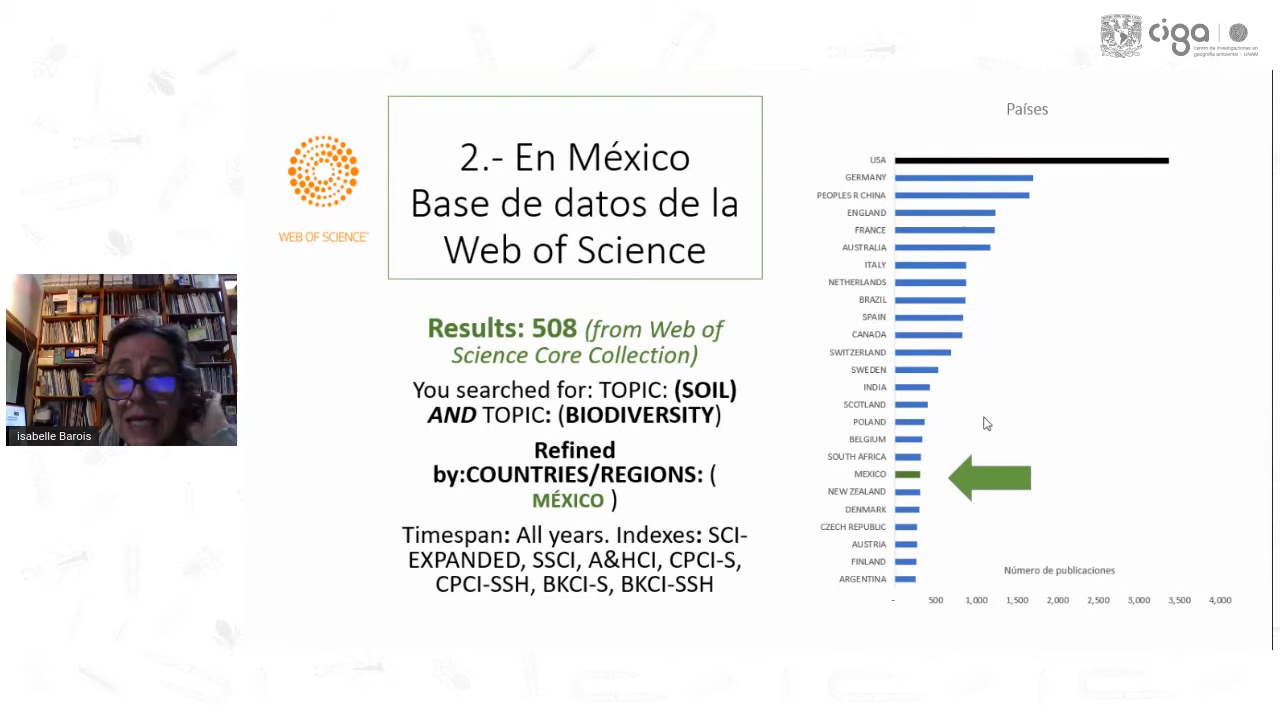 ciga
centro de investigaciones en
geografía ambiental - UNAM
WEB OF SCIENCE™
2.- En México
Base de datos de la
Web of Science
Results: 508 (from Web of
Science Core Collection)
You searched for: TOPIC: (SOIL)
AND TOPIC: (BIODIVERSITY)
Refined
by:COUNTRIES/REGIONS: (
MÉXICO )
Timespan: All years. Indexes: SCI-
EXPANDED, SSCI, A&HCI, CPCI-S,
CPCI-SSH, BKCI-S, BKCI-SSH
isabelle Barois
Países
USA
GERMANY
PEOPLES R CHINA
ENGLAND
FRANCE
AUSTRALIA
ITALY
NETHERLANDS
BRAZIL
SPAIN
CANADA
SWITZERLAND
SWEDEN
INDIA
SCOTLAND
POLAND
BELGIUM
SOUTH AFRICA
MEXICO
NEW ZEALAND
DENMARK
CZECH REPUBLIC
AUSTRIA
FINLAND
ARGENTINA
Número de publicaciones
- 500 1,000 1,500 2,000 2,500 3,000 3,500 4,000